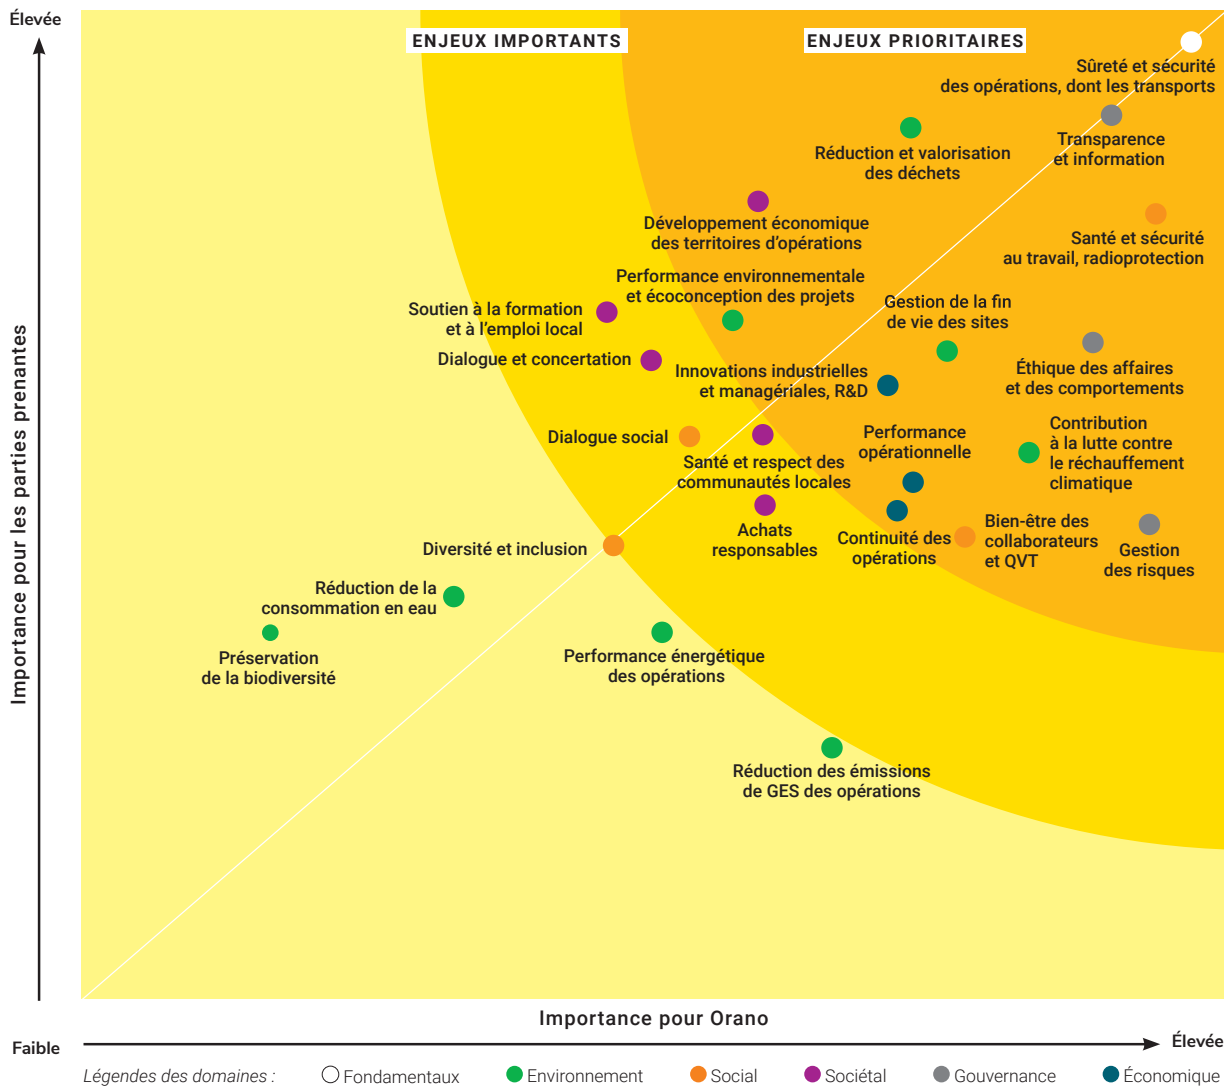 Élevée
ENJEUX IMPORTANTS
ENJEUX PRIORITAIRES
Sûreté et sécurité
des opérations, dont les transports
Transparence
et information
Réduction et valorisation
des déchets
Développement économique
des territoires d’opérations
Santé et sécurité
au travail, radioprotection
Performance environnementale
et écoconception des projets
Soutien à la formation
et à l’emploi local
Gestion de la fin
de vie des sites
Dialogue et concertation
Innovations industrielles
et managériales, R&D
Éthique des affaires
et des comportements
Dialogue social
Santé et respect des
communautés locales
Performance
opérationnelle
Contribution
à la lutte contre
le réchauffement
climatique
Achats
responsables
Continuité des
opérations
Bien-être des
collaborateurs
et QVT
Gestion
des risques
Diversité et inclusion
Réduction de la
consommation en eau
Préservation
de la biodiversité
Performance énergétique
des opérations
Réduction des émissions
de GES des opérations
Importance pour les parties prenantes
Importance pour Orano
Faible
Élevée
Légendes des domaines :
Fondamentaux
Environnement
Social
Sociétal
Gouvernance
Économique